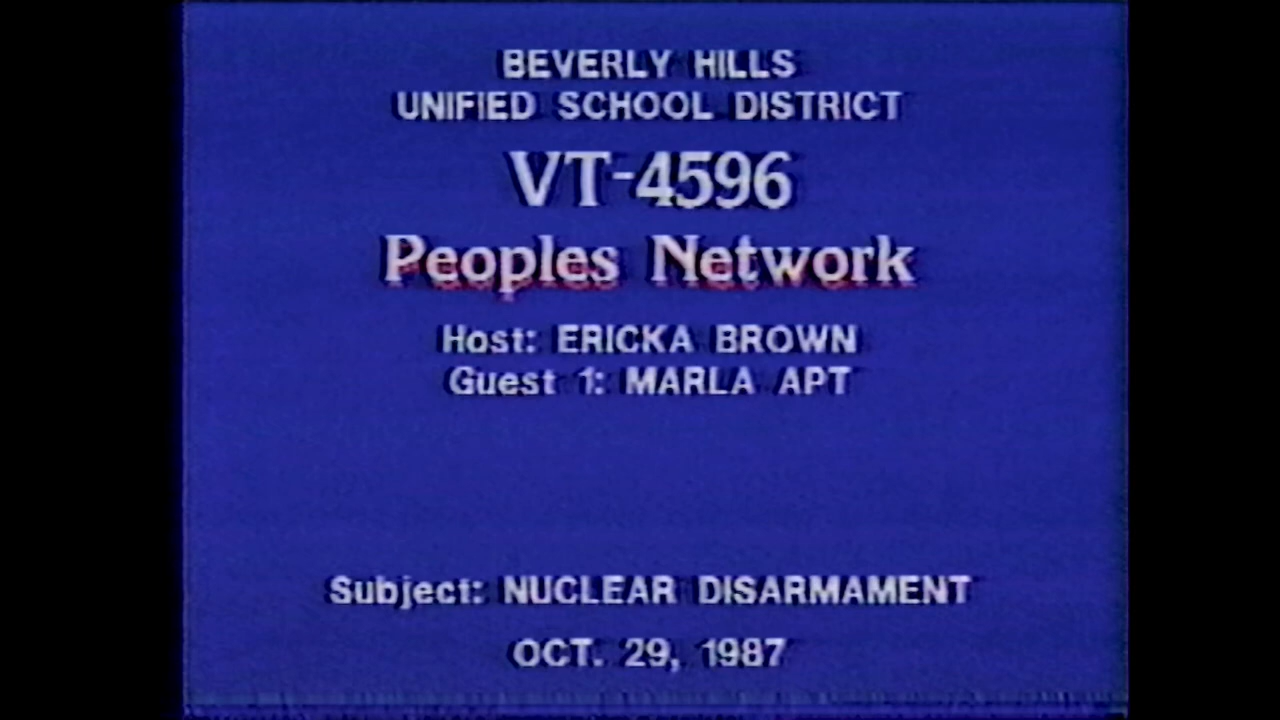 BEVERLY HILLS
UNIFIED SCHOOL DISTRICT
VT-4596
Peoples Network
Host: ERICKA BROWN
Guest 1: MARLA APT
Subject: NUCLEAR DISARMAMENT
OCT. 29, 1987